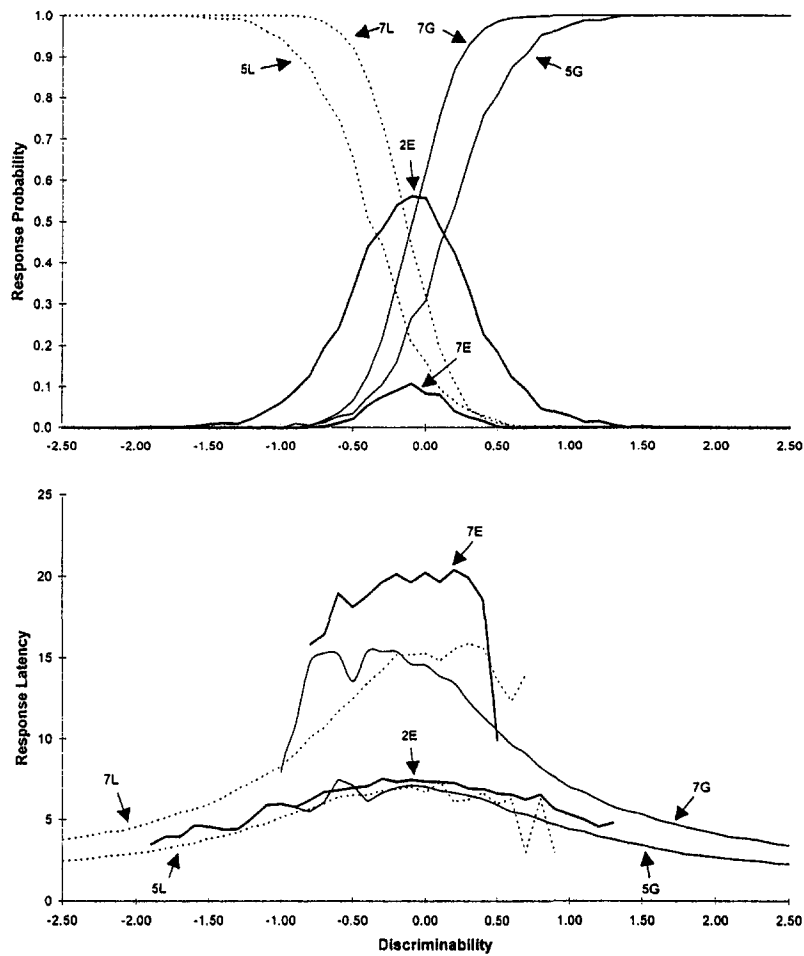 1.0
0.9
0.8
0.7
0.6
0.5
0.4
0.3
0.2
0.1
0.0
Response Probability
7L
7G
5L
5G
2E
7E
-2.50 -2.00 -1.50 -1.00 -0.50 0.00 0.50 1.00 1.50 2.00 2.50
25
20
15
10
5
0
Response Latency
7E
2E
7L
7G
5L
5G
-2.50 -2.00 -1.50 -1.00 -0.50 0.00 0.50 1.00 1.50 2.00 2.50
Discriminability